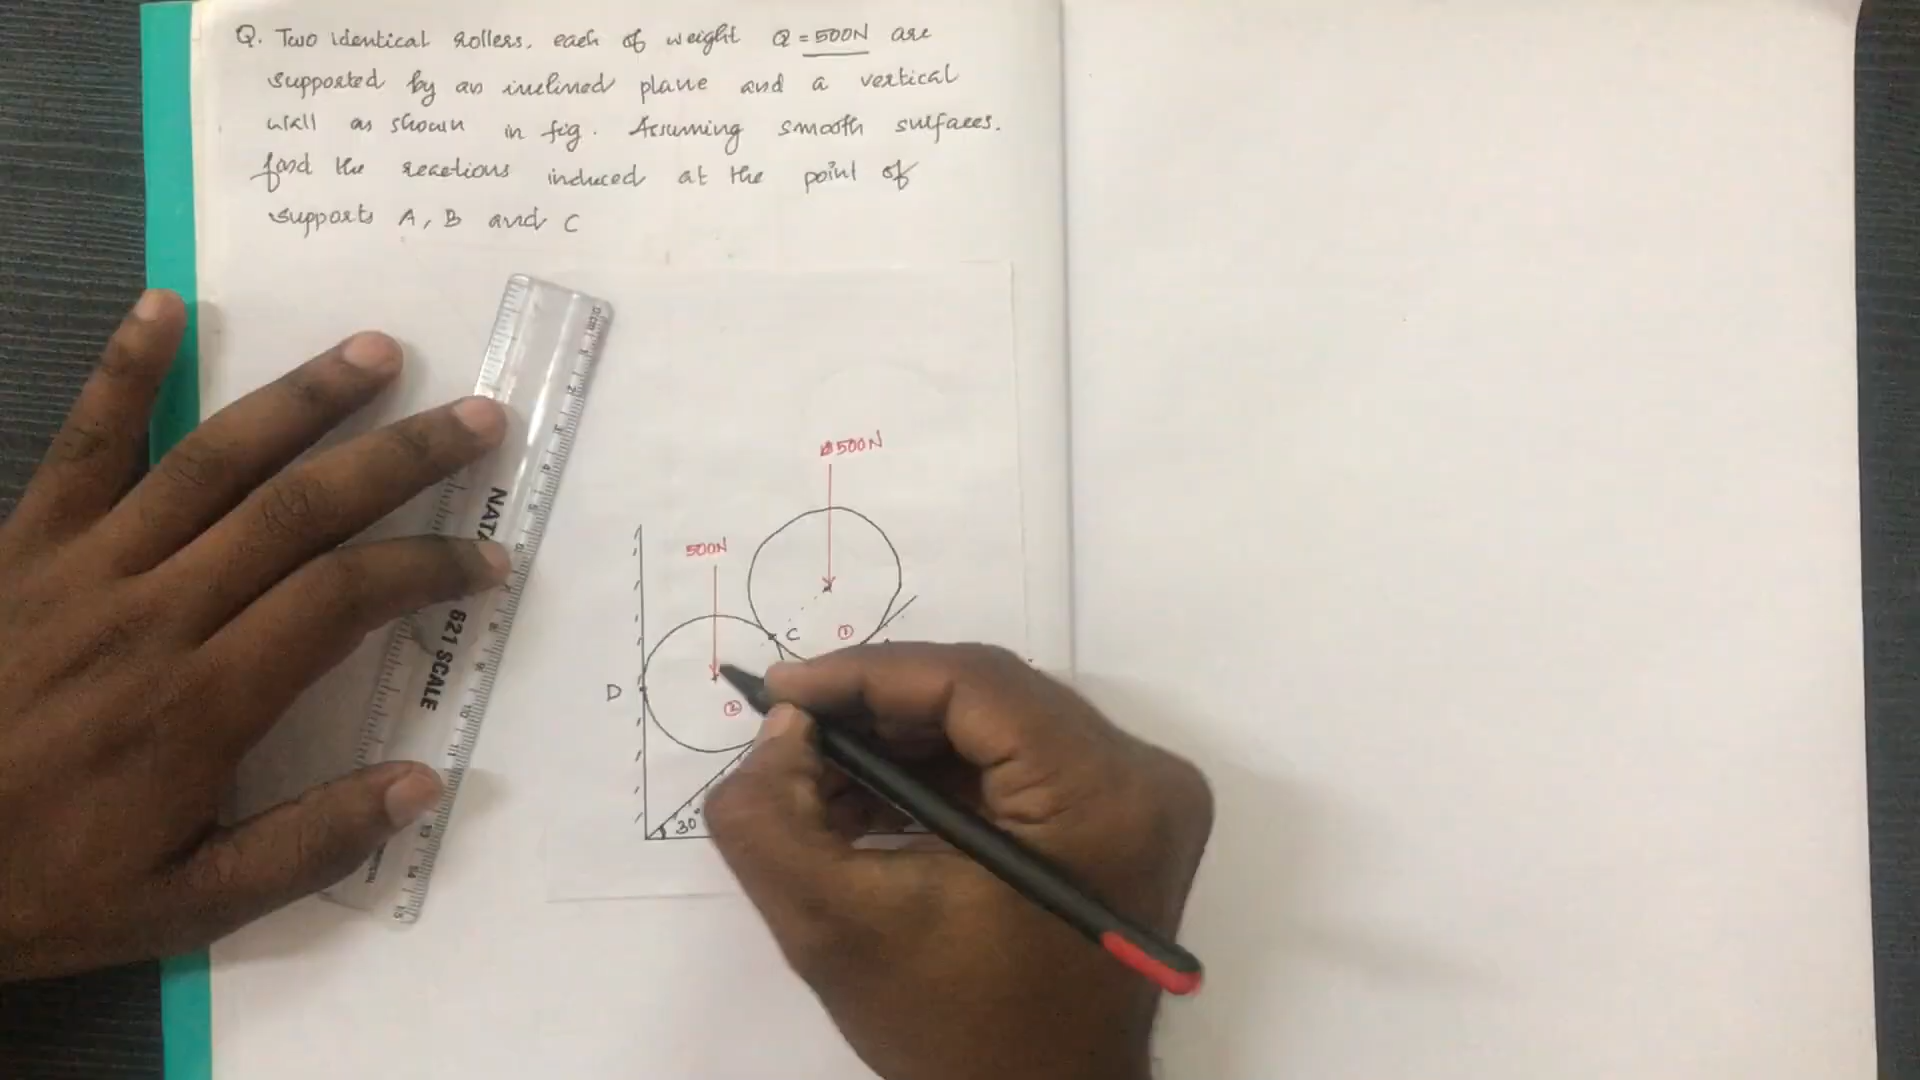 Q. Two identical rollers, each of weight Q = 500N are
supported by an inclined plane and a vertical
wall as shown in fig. Assuming smooth surfaces.
find the reactions induced at the point of
supports A, B and C
500N
500N
C
①
D
②
30°
NATA
621 SCALE